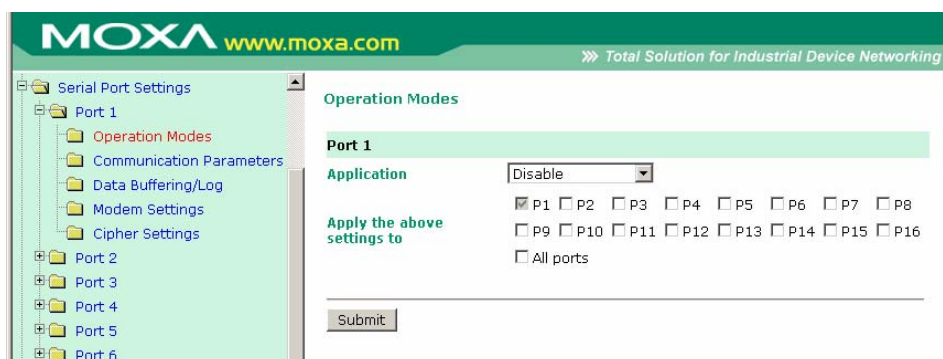 MOXA www.moxa.com
Total Solution for Industrial Device Networking
Serial Port Settings
Port 1
Operation Modes
Communication Parameters
Data Buffering/Log
Modem Settings
Cipher Settings
Port 2
Port 3
Port 4
Port 5
Port 6
Operation Modes
Port 1
Application Disable
Apply the above settings to
P1 P2 P3 P4 P5 P6 P7 P8
P9 P10 P11 P12 P13 P14 P15 P16
All ports
Submit